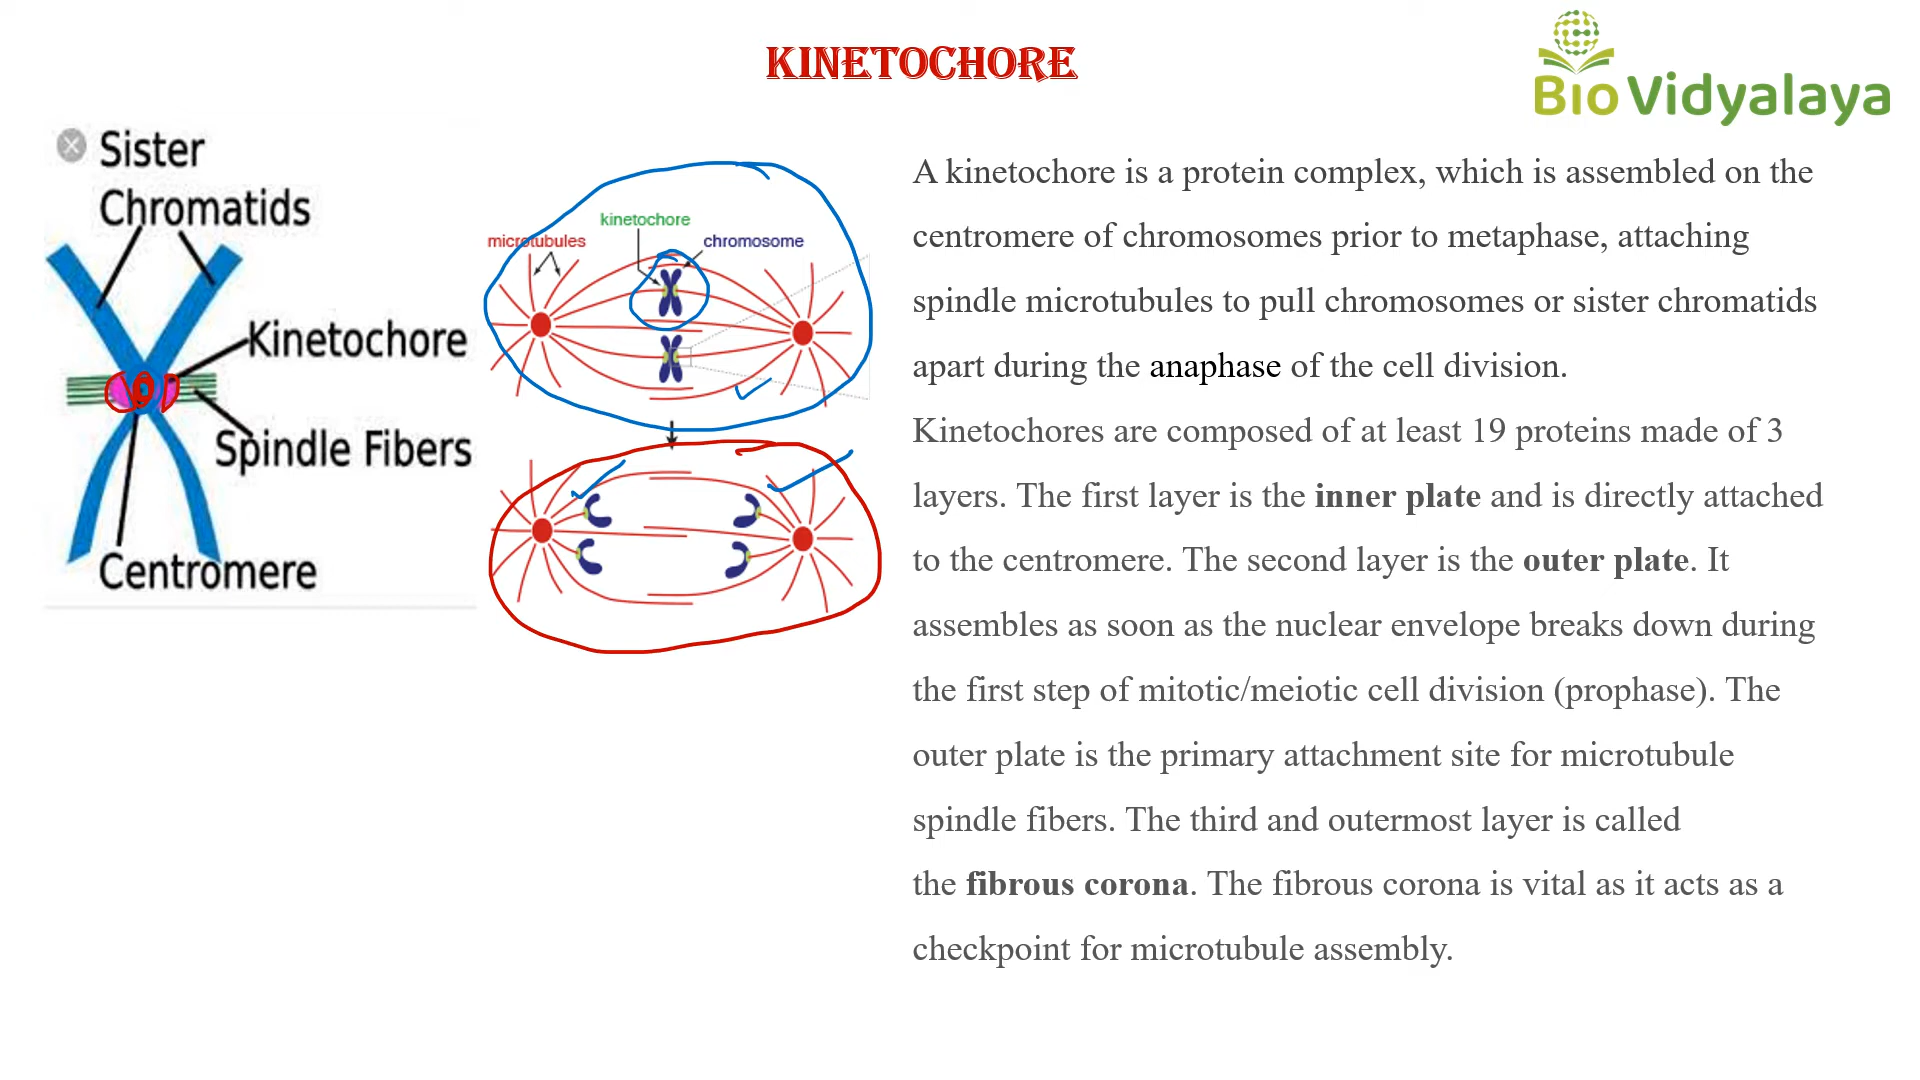 KINETOCHORE
Bio Vidyalaya
Sister
Chromatids
Kinetochore
Spindle Fibers
Centromere
kinetochore
microtubules
chromosome
A kinetochore is a protein complex, which is assembled on the
centromere of chromosomes prior to metaphase, attaching
spindle microtubules to pull chromosomes or sister chromatids
apart during the anaphase of the cell division.
Kinetochores are composed of at least 19 proteins made of 3
layers. The first layer is the inner plate and is directly attached
to the centromere. The second layer is the outer plate. It
assembles as soon as the nuclear envelope breaks down during
the first step of mitotic/meiotic cell division (prophase). The
outer plate is the primary attachment site for microtubule
spindle fibers. The third and outermost layer is called
the fibrous corona. The fibrous corona is vital as it acts as a
checkpoint for microtubule assembly.